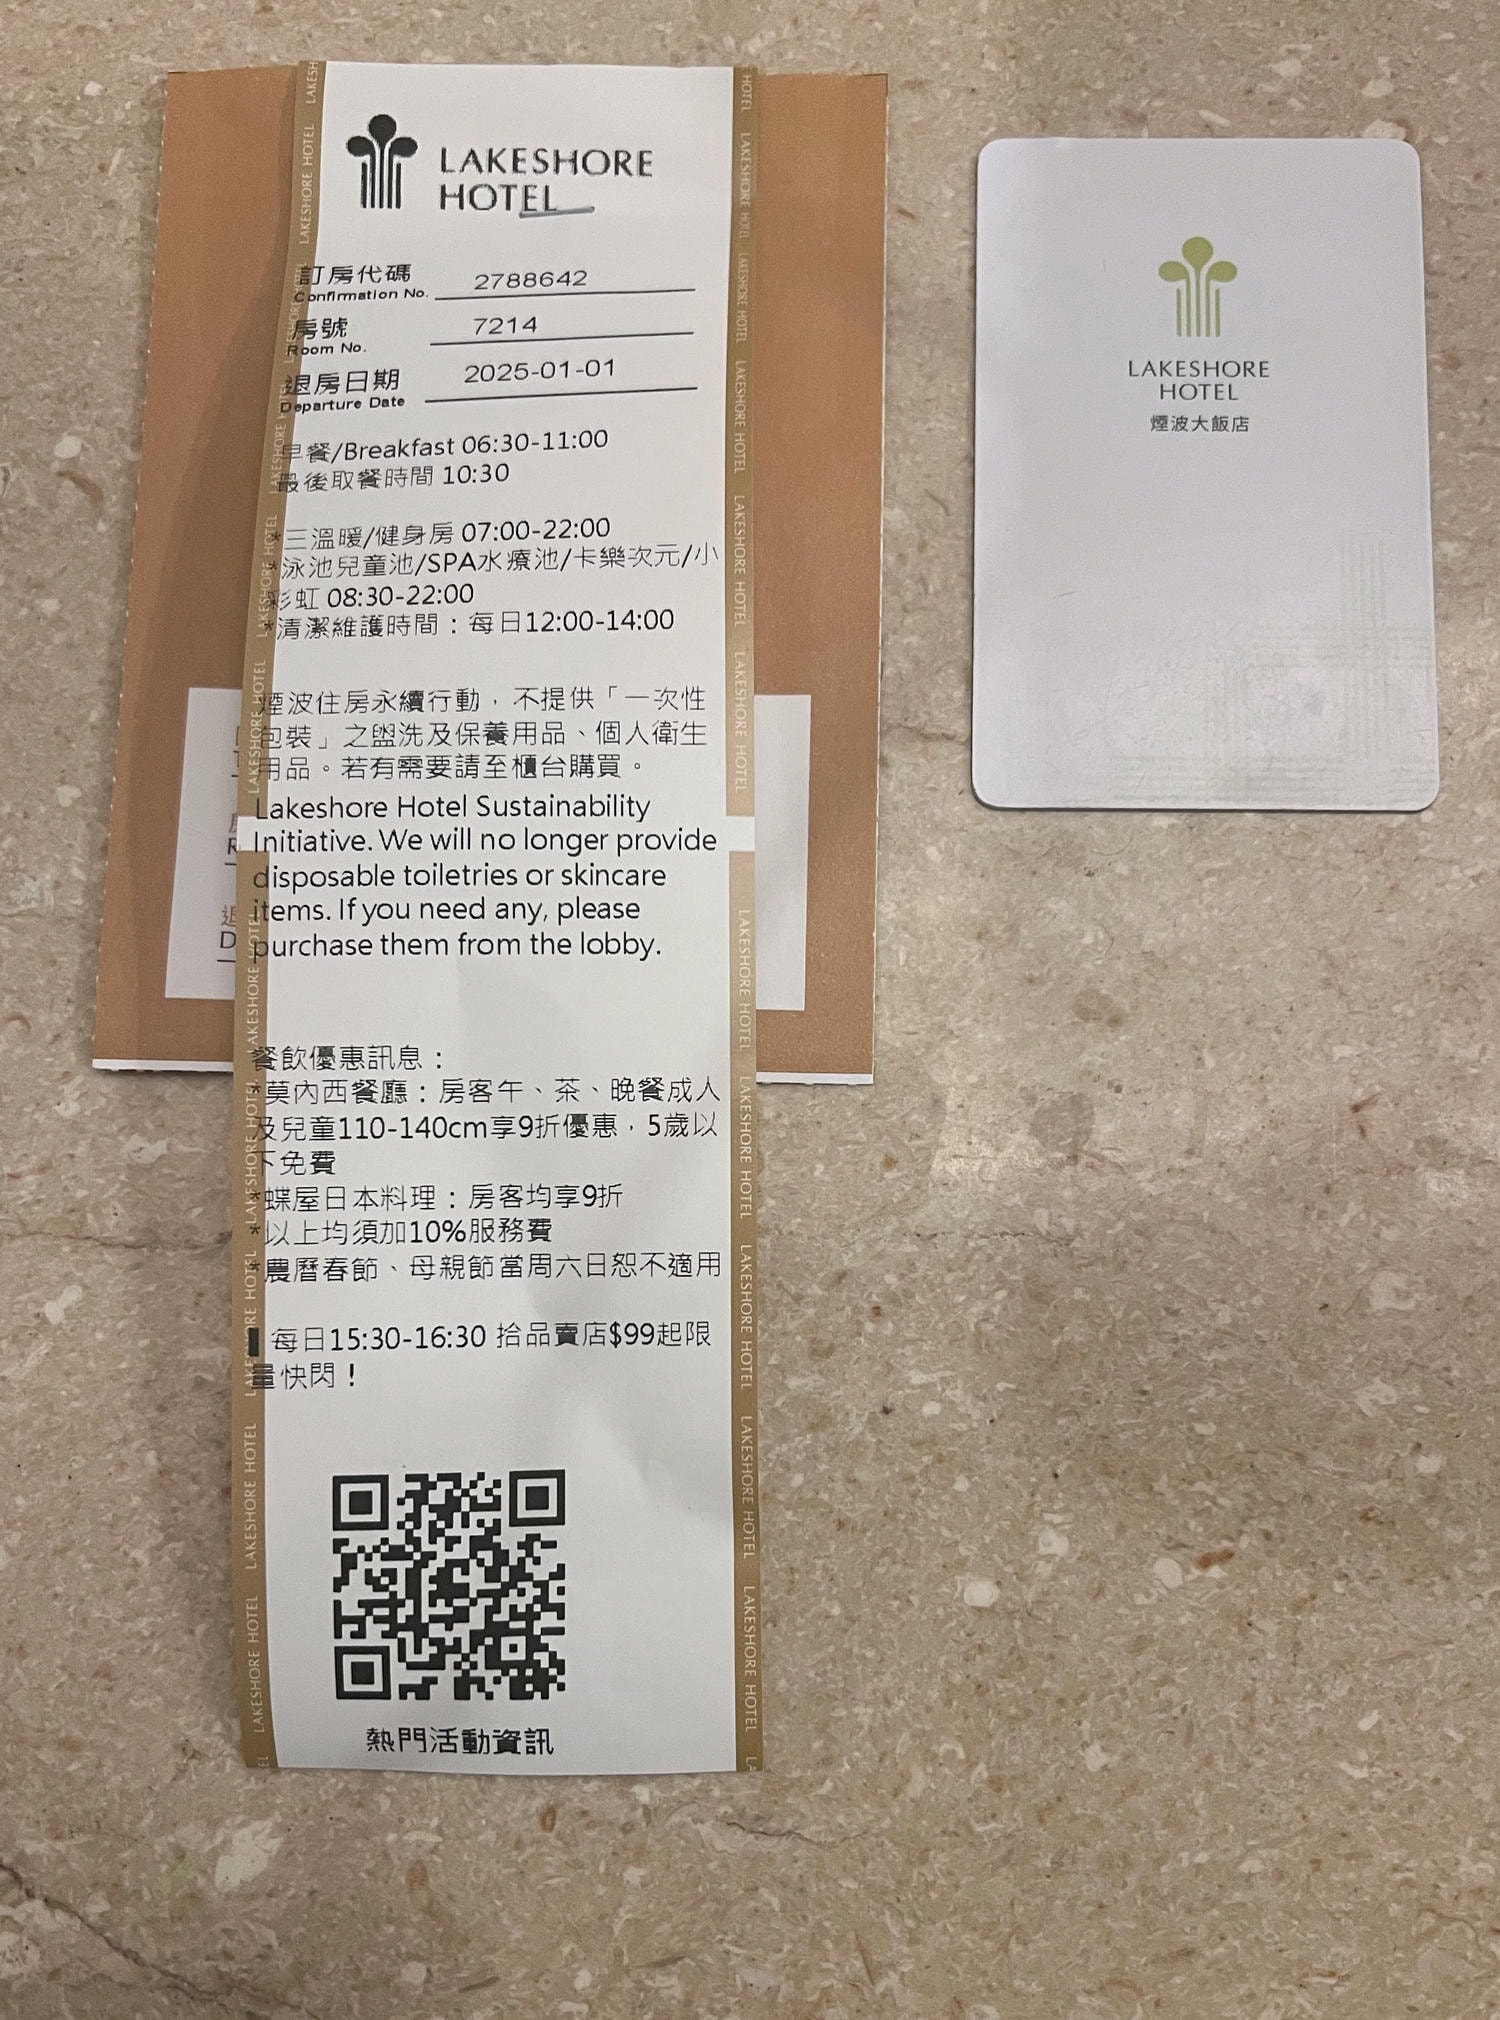 LAKESHORE
HOTEL
訂房代碼 2788642
Confirmation No.
房號 7214
Room No.
退房日期 2025-01-01
Departure Date
早餐/Breakfast 06:30-11:00
最後取餐時間 10:30
*三溫暖/健身房 07:00-22:00
*泳池兒童池/SPA水療池/卡樂次元/小
彩虹 08:30-22:00
*清潔維護時間：每日12:00-14:00
煙波住房永續行動，不提供「一次性
包裝」之盥洗及保養用品、個人衛生
用品。若有需要請至櫃台購買。
Lakeshore Hotel Sustainability
Initiative. We will no longer provide
disposable toiletries or skincare
items. If you need any, please
purchase them from the lobby.
餐飲優惠訊息：
*莫內西餐廳：房客午、茶、晚餐成人
及兒童110-140cm享9折優惠，5歲以
下免費
*蝶屋日本料理：房客均享9折
*以上均須加10%服務費
*農曆春節、母親節當周六日恕不適用
每日15:30-16:30 拾品賣店$99起限
量快閃！
熱門活動資訊
LAKESHORE
HOTEL
煙波大飯店